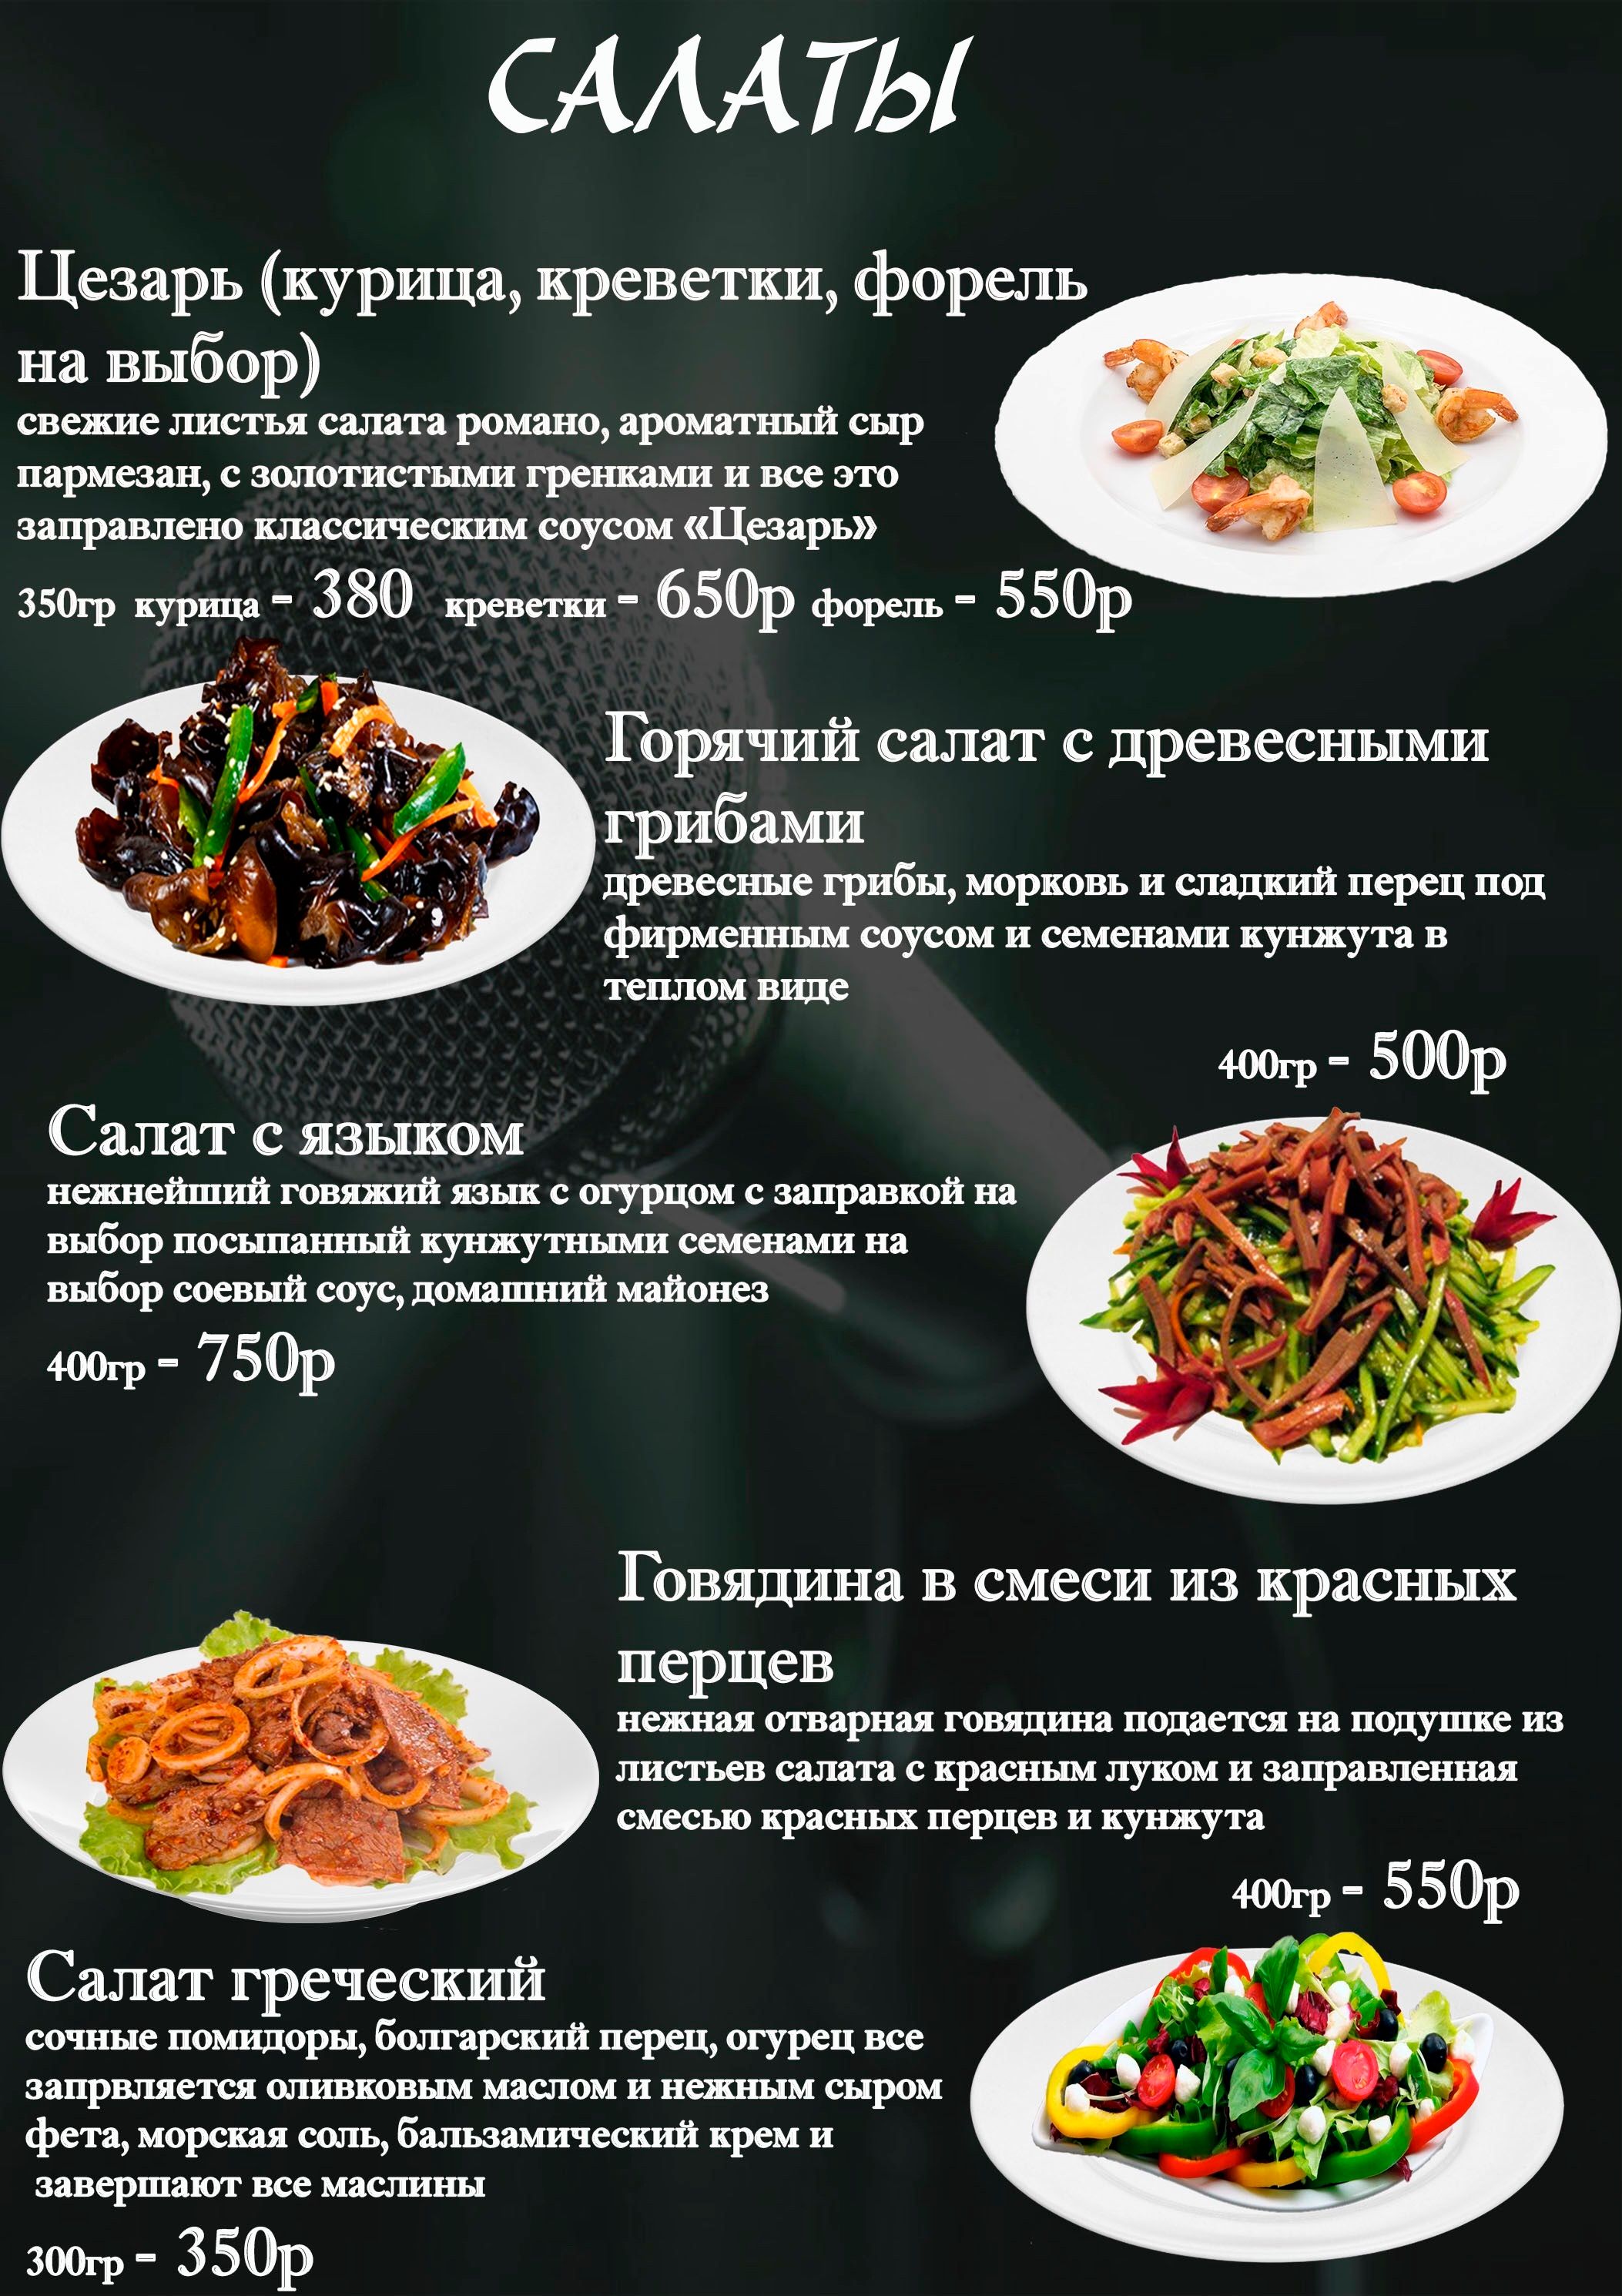 САЛАТЫ
Цезарь (курица, креветки, форель
на выбор)
свежие листья салата романо, ароматный сыр
пармезан, с золотистыми гренками и все это
заправлено классическим соусом «Цезарь»
350гр курица - 380 креветки - 650р форель - 550р
Горячий салат с древесными
грибами
древесные грибы, морковь и сладкий перец под
фирменным соусом и семенами кунжута в
теплом виде
400гр - 500р
Салат с языком
нежнейший говяжий язык с огурцом с заправкой на
выбор посыпанный кунжутными семенами на
выбор соевый соус, домашний майонез
400гр - 750р
Говядина в смеси из красных
перцев
нежная отварная говядина подается на подушке из
листьев салата с красным луком и заправленная
смесью красных перцев и кунжута
400гр - 550р
Салат греческий
сочные помидоры, болгарский перец, огурец все
запрвляется оливковым маслом и нежным сыром
фета, морская соль, бальзамический крем и
завершают все маслины
300гр - 350р